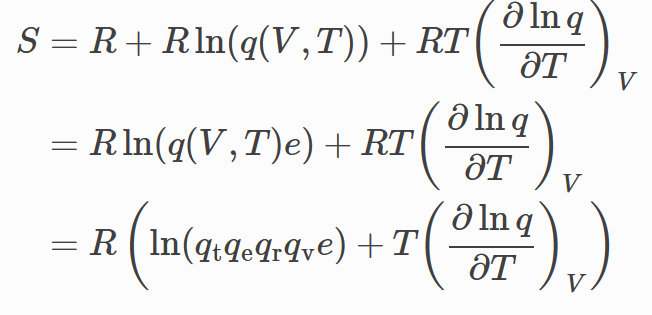 S = R + R ln(q(V, T)) + RT(∂ ln q / ∂T)_V
= R ln(q(V, T)e) + RT(∂ ln q / ∂T)_V
= R(ln(q_t q_e q_r q_v e) + T(∂ ln q / ∂T)_V)